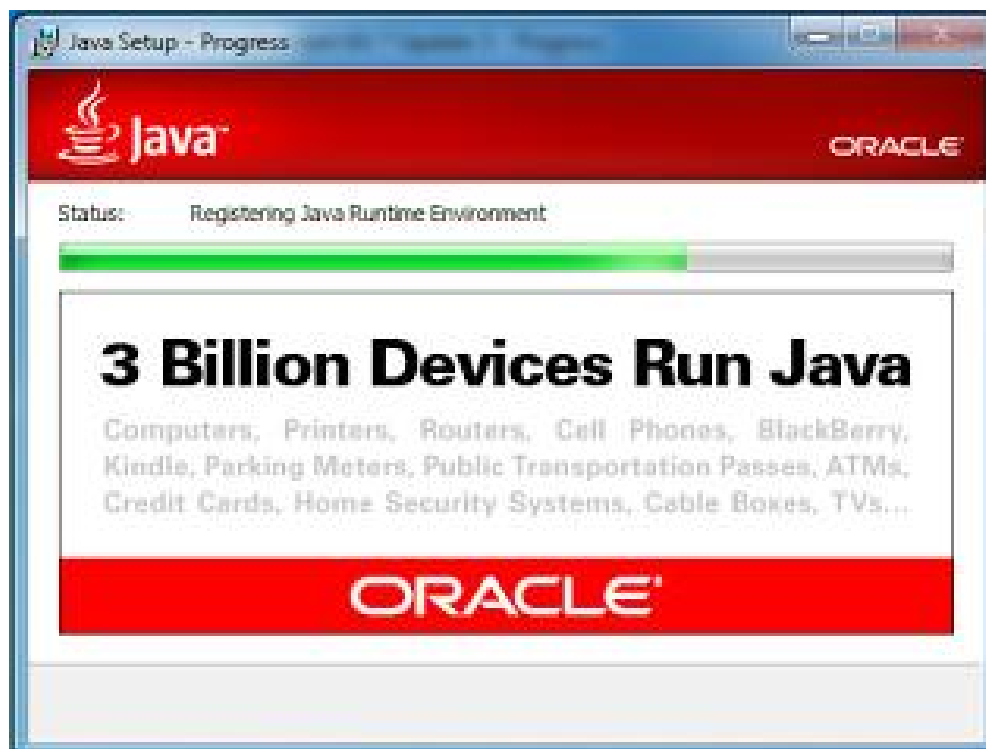 Java Setup - Progress
Java™
ORACLE®
Status: Registering Java Runtime Environment
3 Billion Devices Run Java
Computers, Printers, Routers, Cell Phones, BlackBerry,
Kindle, Parking Meters, Public Transportation Passes, ATMs,
Credit Cards, Home Security Systems, Cable Boxes, TVs...
ORACLE®